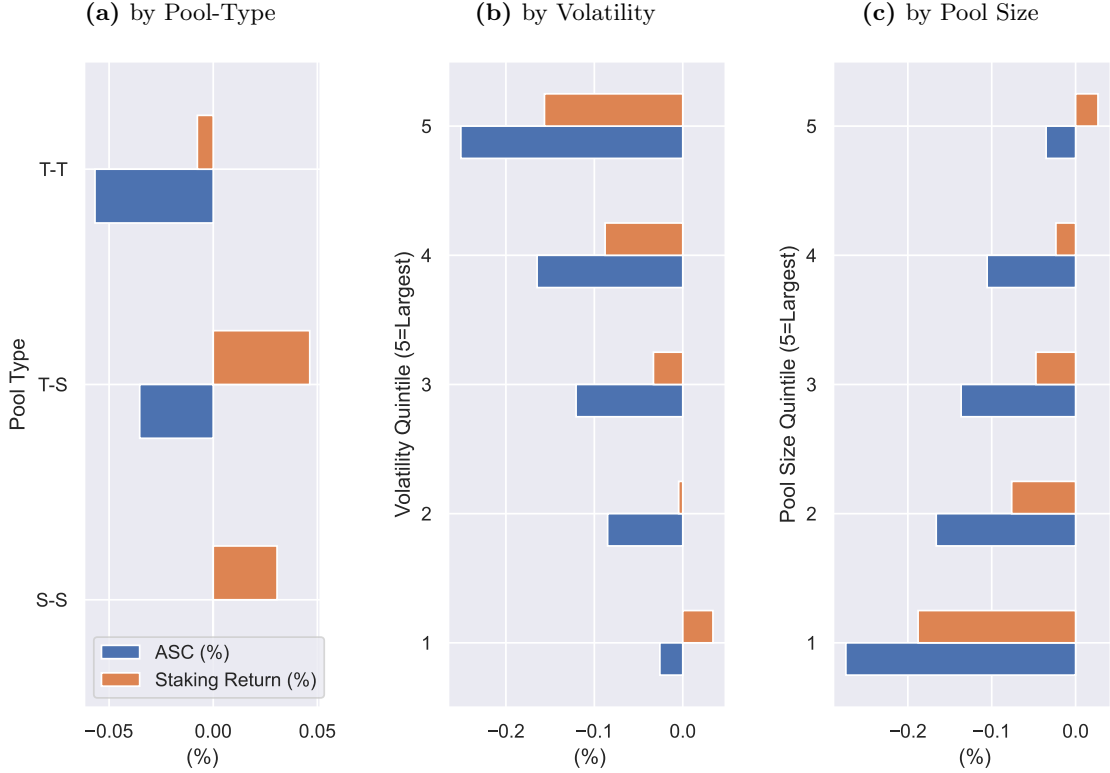 (a) by Pool-Type
Pool Type
T-T
T-S
S-S
ASC (%)
Staking Return (%)
−0.05 0.00 0.05
(%)
(b) by Volatility
Volatility Quintile (5=Largest)
5
4
3
2
1
−0.2 −0.1 0.0
(%)
(c) by Pool Size
Pool Size Quintile (5=Largest)
5
4
3
2
1
−0.2 −0.1 0.0
(%)